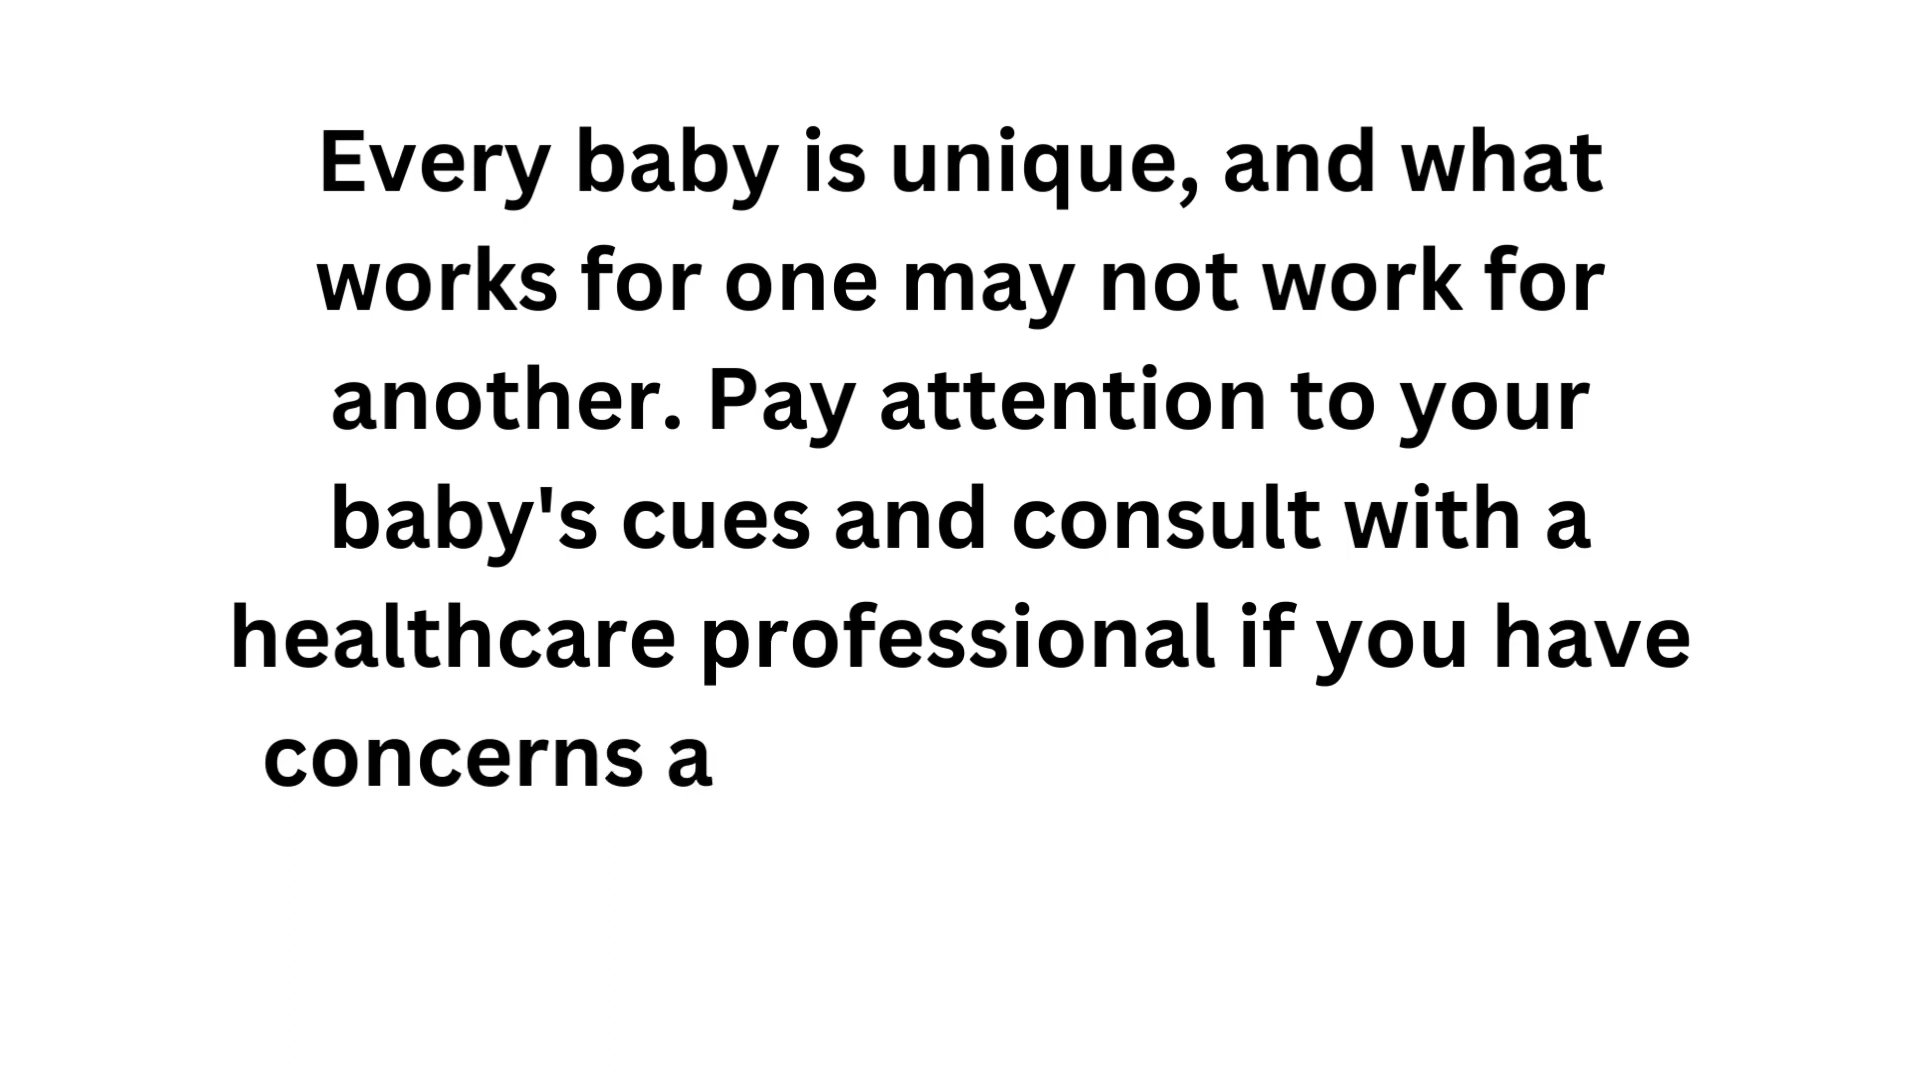 Every baby is unique, and what
works for one may not work for
another. Pay attention to your
baby's cues and consult with a
healthcare professional if you have
concerns a